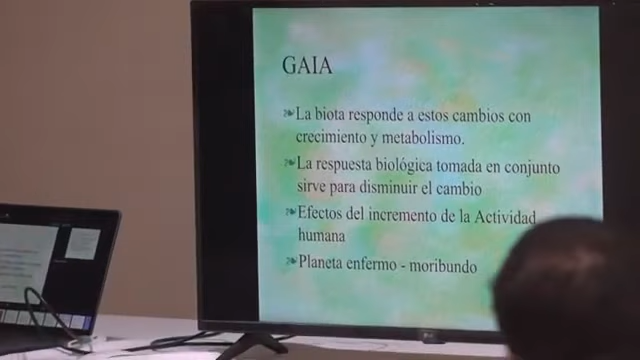 GAIA
La biota responde a estos cambios con
crecimiento y metabolismo.
La respuesta biológica tomada en conjunto
sirve para disminuir el cambio
Efectos del incremento de la Actividad
humana
Planeta enfermo - moribundo